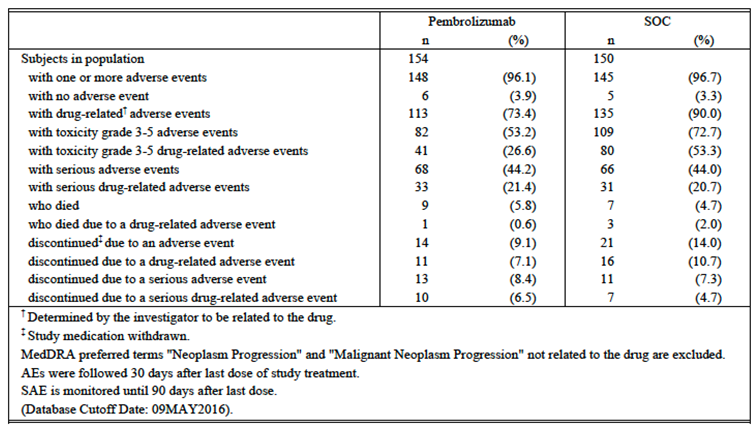 Pembrolizumab SOC
n (%) n (%)
Subjects in population 154 150
with one or more adverse events 148 (96.1) 145 (96.7)
with no adverse event 6 (3.9) 5 (3.3)
with drug-related† adverse events 113 (73.4) 135 (90.0)
with toxicity grade 3-5 adverse events 82 (53.2) 109 (72.7)
with toxicity grade 3-5 drug-related adverse events 41 (26.6) 80 (53.3)
with serious adverse events 68 (44.2) 66 (44.0)
with serious drug-related adverse events 33 (21.4) 31 (20.7)
who died 9 (5.8) 7 (4.7)
who died due to a drug-related adverse event 1 (0.6) 3 (2.0)
discontinued‡ due to an adverse event 14 (9.1) 21 (14.0)
discontinued due to a drug-related adverse event 11 (7.1) 16 (10.7)
discontinued due to a serious adverse event 13 (8.4) 11 (7.3)
discontinued due to a serious drug-related adverse event 10 (6.5) 7 (4.7)
† Determined by the investigator to be related to the drug.
‡ Study medication withdrawn.
MedDRA preferred terms "Neoplasm Progression" and "Malignant Neoplasm Progression" not related to the drug are excluded.
AEs were followed 30 days after last dose of study treatment.
SAE is monitored until 90 days after last dose.
(Database Cutoff Date: 09MAY2016).